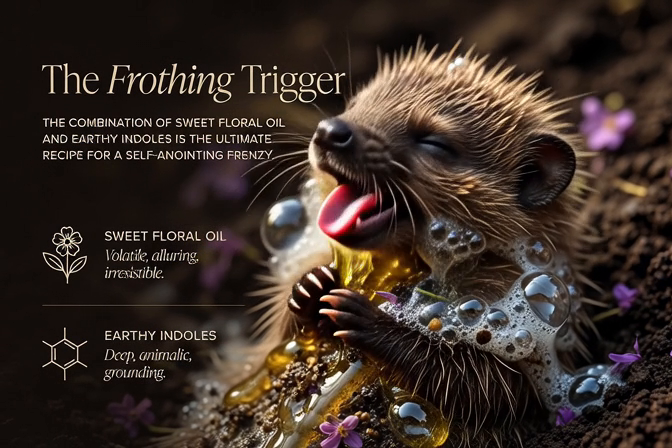 The Frothing Trigger
THE COMBINATION OF SWEET FLORAL OIL
AND EARTHY INDOLES IS THE ULTIMATE
RECIPE FOR A SELF-ANOINTING FRENZY.
SWEET FLORAL OIL
Volatile, alluring,
irresistible.
EARTHY INDOLES
Deep, animalic,
grounding.